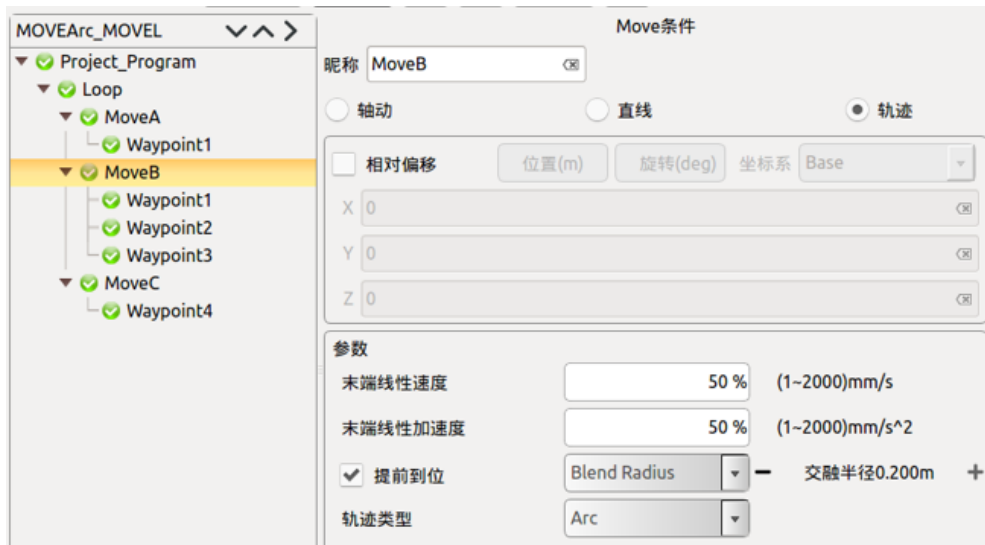 MOVEArc_MOVEL
Project_Program
Loop
MoveA
Waypoint1
MoveB
Waypoint1
Waypoint2
Waypoint3
MoveC
Waypoint4
Move条件
昵称 MoveB
轴动 直线 轨迹
相对偏移 位置(m) 旋转(deg) 坐标系 Base
X 0
Y 0
Z 0
参数
末端线性速度 50 % (1~2000)mm/s
末端线性加速度 50 % (1~2000)mm/s^2
提前到位 Blend Radius 交融半径0.200m
轨迹类型 Arc